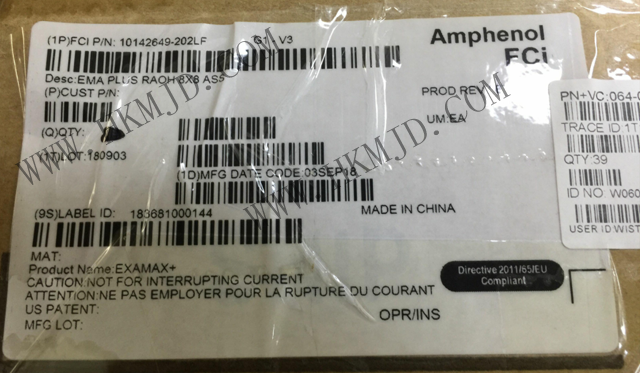 (1P)FCI P/N: 10142649-202LF G1 V3
Amphenol
FCi
Desc:EMA PLUS RAOH 8X8 ASS
(P)CUST P/N:
PROD REV
(Q)QTY:
UM:EA
(1T)LOT:180903
(1D)MFG DATE CODE:03SEP18
(9S)LABEL ID: 183681000144
MADE IN CHINA
MAT:
Product Name:EXAMAX+
CAUTION:NOT FOR INTERRUPTING CURRENT
ATTENTION:NE PAS EMPLOYER POUR LA RUPTURE DU COURANT
US PATENT:
MFG LOT:
OPR/INS
Directive 2011/65/EU
Compliant
PN+VC:064-0
TRACE ID:1T
QTY:39
ID NO. W060
USER ID:WIST
WWW.HKMJD.COM
WWW.HKMJD.COM